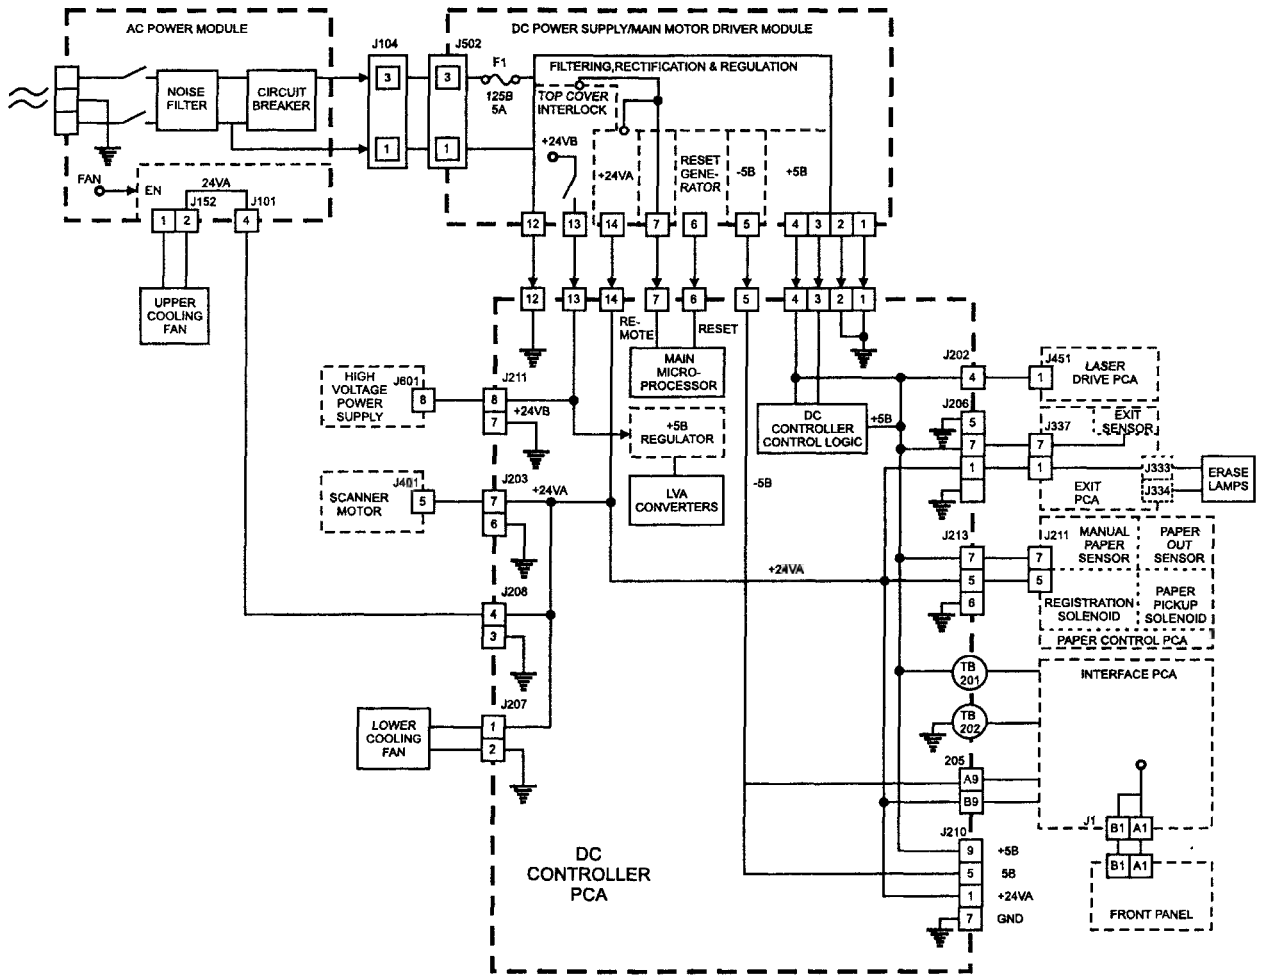 AC POWER MODULE
DC POWER SUPPLY/MAIN MOTOR DRIVER MODULE
J104
J502
3
3
F1
125B
5A
FILTERING,RECTIFICATION & REGULATION
TOP COVER
INTERLOCK
NOISE
FILTER
CIRCUIT
BREAKER
1
1
+24VB
+24VA
RESET
GENE-
RATOR
-5B
+5B
FAN
EN
24VA
J152
J101
1
2
4
12
13
14
7
6
5
4
3
2
1
UPPER
COOLING
FAN
12
13
14
7
6
5
4
3
2
1
RE-
MOTE
RESET
MAIN
MICRO-
PROCESSOR
HIGH
VOLTAGE
POWER
SUPPLY
J601
8
J211
8
7
+24VB
+5B
REGULATOR
LVA
CONVERTERS
DC
CONTROLLER
CONTROL LOGIC
+5B
J202
4
J451
1
LASER
DRIVE PCA
J206
5
7
1
J337
7
1
EXIT
SENSOR
EXIT
PCA
J333
J334
ERASE
LAMPS
SCANNER
MOTOR
J401
5
J203
7
6
+24VA
-5B
J213
7
5
6
J211
7
5
MANUAL
PAPER
SENSOR
PAPER
OUT
SENSOR
REGISTRATION
SOLENOID
PAPER
PICKUP
SOLENOID
PAPER CONTROL PCA
+24VA
J208
4
3
TB
201
TB
202
INTERFACE PCA
J207
1
2
LOWER
COOLING
FAN
205
A9
B9
J1
B1
A1
B1
A1
FRONT PANEL
J210
9
+5B
5
5B
1
+24VA
7
GND
DC
CONTROLLER
PCA